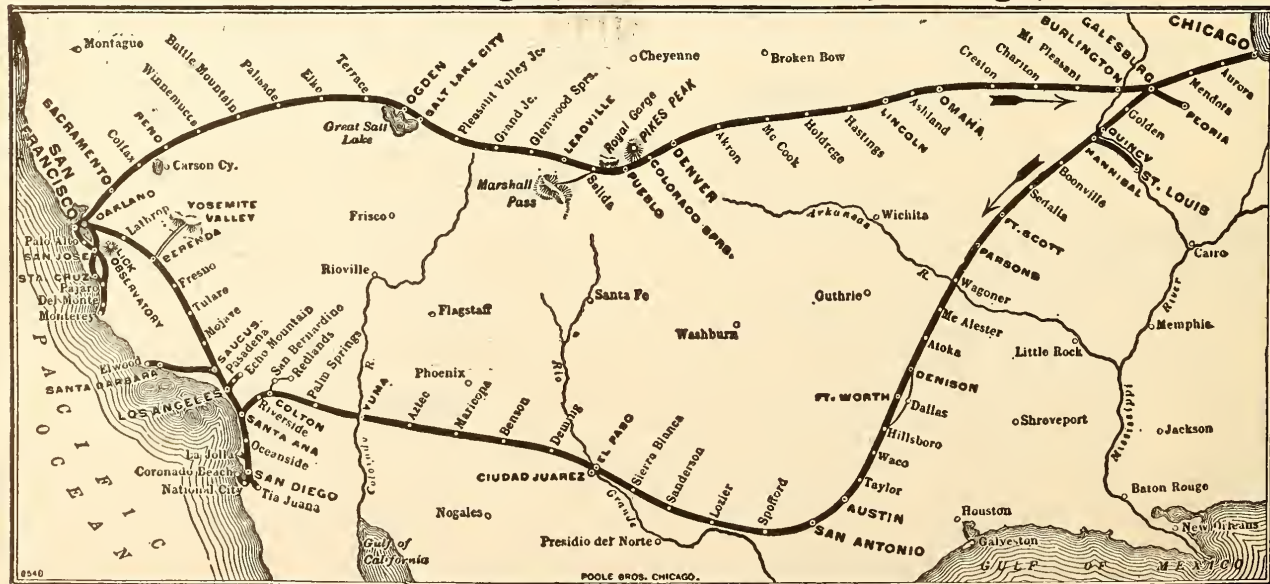 Montague
Battle Mountain
Winnemucca
Palisade
Elko
Terrace
OGDEN
SALT LAKE CITY
Great Salt
Lake
Pleasant Valley Jc.
Grand Jc.
Glenwood Sprs.
LEADVILLE
Royal Gorge
PIKES PEAK
Cheyenne
Broken Bow
Creston
Chariton
Mt Pleasant
BURLINGTON
GALESBURG
CHICAGO
Aurora
Mendota
PEORIA
Golden
QUINCY
HANNIBAL
ST. LOUIS
Boonville
Sedalia
FT. SCOTT
PARSONS
Wagoner
Mc Alester
Atoka
DENISON
FT. WORTH
Dallas
Hillsboro
Waco
Taylor
AUSTIN
SAN ANTONIO
OMAHA
Ashland
LINCOLN
Hastings
Holdrege
Mc Cook
Akron
DENVER
COLORADO SPRS.
PUEBLO
Salida
Marshall
Pass
SACRAMENTO
SAN
FRANCISCO
Colfax
RENO
Carson Cy.
OAKLAND
Lathrop
YOSEMITE
VALLEY
BERENDA
Palo Alto
SAN JOSE
STA. CRUZ
Pajaro
Del Monte
Monterey
LICK
OBSERVATORY
Fresno
Tulare
Mojave
SAUGUS.
Pasadena
Echo Mountain
San Bernardino
Redlands
Palm Springs
Elwood
SANTA BARBARA
LOS ANGELES
COLTON
Riverside
SANTA ANA
Oceanside
La Jolla
Coronado Beach
National City
SAN DIEGO
Tia Juana
PACIFIC
OCEAN
Frisco
Rioville
Flagstaff
Phoenix
R.
Colorado
YUMA
Aztec
Maricopa
Benson
Deming
EL PASO
CIUDAD JUAREZ
Sierra Blanca
Sanderson
Lozier
Spofford
Rio
Grande
Santa Fe
Washburn
Guthrie
Arkansas
R.
Wichita
Cairo
River
Memphis
Little Rock
Shreveport
Mississippi
Jackson
Baton Rouge
New Orleans
Houston
Galveston
GULF OF MEXICO
Nogales
Gulf of
California
Presidio del Norte
8540
POOLE BROS. CHICAGO.